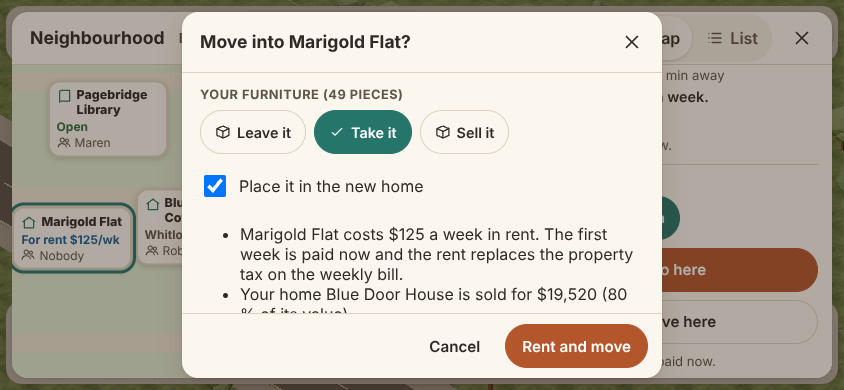 Neighbourhood
Move into Marigold Flat?
List
YOUR FURNITURE (49 PIECES)
Leave it
Take it
Sell it
Place it in the new home
Marigold Flat costs $125 a week in rent. The first
week is paid now and the rent replaces the property
tax on the weekly bill.
Your home Blue Door House is sold for $19,520 (80
% of its value)
Cancel
Rent and move
Pagebridge
Library
Open
Maren
Marigold Flat
For rent $125/wk
Nobody
min away
week.
here
here
paid now.